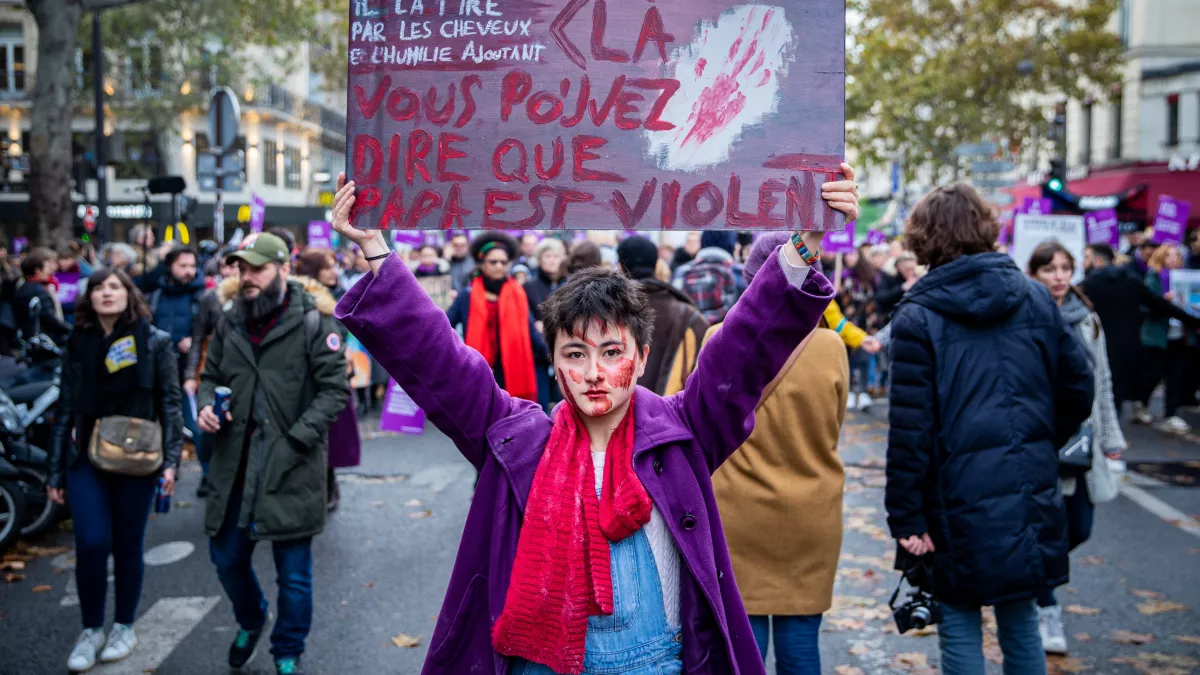 IL LA TIRE
PAR LES CHEVEUX
ET L'HUMILIE AJOUTANT
<LÀ
VOUS POUVEZ
DIRE QUE
PAPA EST VIOLENT